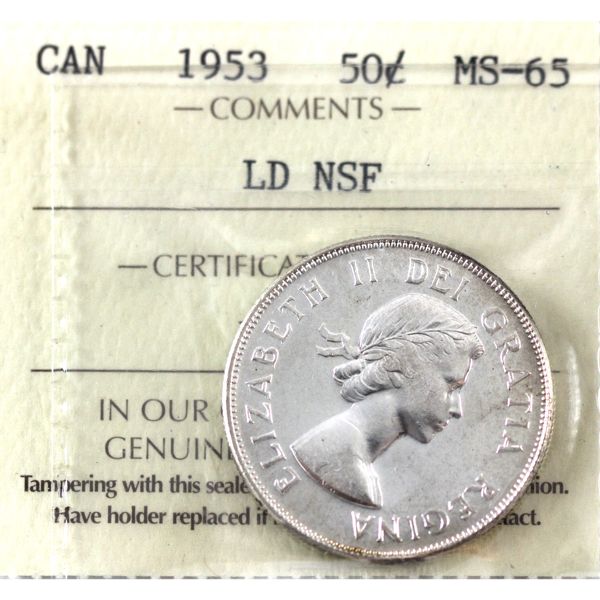 CAN 1953 50¢ MS-65
— COMMENTS —
LD NSF
— CERTIFICAT
IN OUR
GENUIN
Tampering with this seale
Have holder replaced if
ELIZABETH II DEI GRATIA REGINA